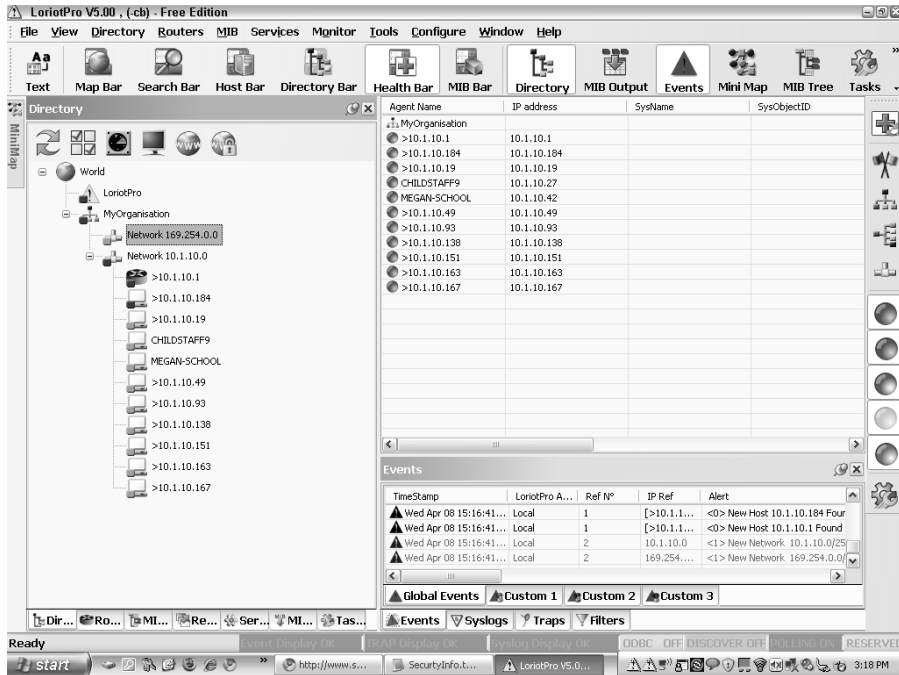 LoriotPro V5.00 , (-cb) - Free Edition
File View Directory Routers MIB Services Monitor Tools Configure Window Help
Aa
Text Map Bar Search Bar Host Bar Directory Bar Health Bar MIB Bar Directory MIB Output Events Mini Map MIB Tree Tasks
MiniMap
Directory
World
LoriotPro
MyOrganisation
Network 169.254.0.0
Network 10.1.10.0
>10.1.10.1
>10.1.10.184
>10.1.10.19
CHILDSTAFF9
MEGAN-SCHOOL
>10.1.10.49
>10.1.10.93
>10.1.10.138
>10.1.10.151
>10.1.10.163
>10.1.10.167
Dir... Ro... MI... Re... Ser... MI... Tas...
Agent Name IP address SysName SysObjectID
MyOrganisation
>10.1.10.1 10.1.10.1
>10.1.10.184 10.1.10.184
>10.1.10.19 10.1.10.19
CHILDSTAFF9 10.1.10.27
MEGAN-SCHOOL 10.1.10.42
>10.1.10.49 10.1.10.49
>10.1.10.93 10.1.10.93
>10.1.10.138 10.1.10.138
>10.1.10.151 10.1.10.151
>10.1.10.163 10.1.10.163
>10.1.10.167 10.1.10.167
Events
TimeStamp LoriotPro A... Ref N° IP Ref Alert
Wed Apr 08 15:16:41... Local 1 [>10.1.1... <0> New Host 10.1.10.184 Four
Wed Apr 08 15:16:41... Local 1 [>10.1.1... <0> New Host 10.1.10.1 Found
Wed Apr 08 15:16:41... Local 2 10.1.10.0 <1> New Network 10.1.10.0/25
Wed Apr 08 15:16:41... Local 2 169.254.... <1> New Network 169.254.0.0/
Global Events Custom 1 Custom 2 Custom 3
Events Syslogs Traps Filters
Ready Event Display OK TRAP Display OK Syslog Display OK ODBC OFF DISCOVER OFF POLLING ON RESERVE
start http://www.s... SecurtyInfo.t... LoriotPro V5.0... 3:18 PM